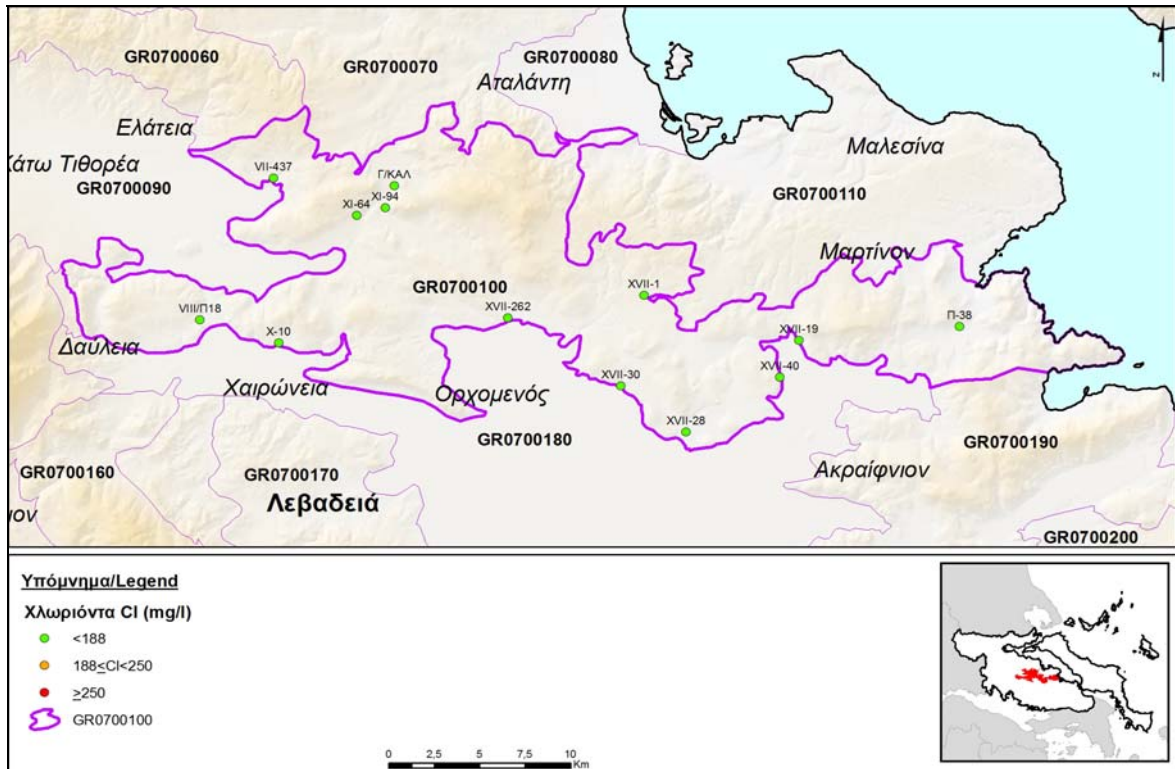 GR0700060
GR0700070
GR0700080
Αταλάντη
Ελάτεια
Μαλεσίνα
Κάτω Τιθορέα
VII-437
Γ/ΚΑΛ
GR0700090
GR0700110
XI-94
XI-64
Μαρτίνον
GR0700100
XVII-1
VIII/Π18
XVII-262
Π-38
X-10
XVII-19
Δαύλεια
XVII-40
Χαιρώνεια
XVII-30
Ορχομενός
XVII-28
GR0700180
GR0700190
GR0700160
GR0700170
Ακραίφνιον
Λεβαδειά
ιον
GR0700200
N
Υπόμνημα/Legend
Χλωριόντα Cl (mg/l)
<188
188≤Cl<250
≥250
GR0700100
0 2,5 5 7,5 10
Km